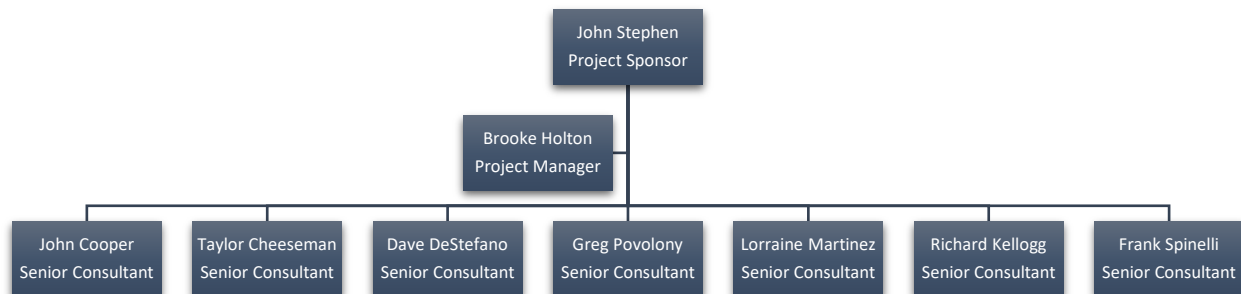 John Stephen
Project Sponsor
Brooke Holton
Project Manager
John Cooper
Senior Consultant
Taylor Cheeseman
Senior Consultant
Dave DeStefano
Senior Consultant
Greg Povolony
Senior Consultant
Lorraine Martinez
Senior Consultant
Richard Kellogg
Senior Consultant
Frank Spinelli
Senior Consultant